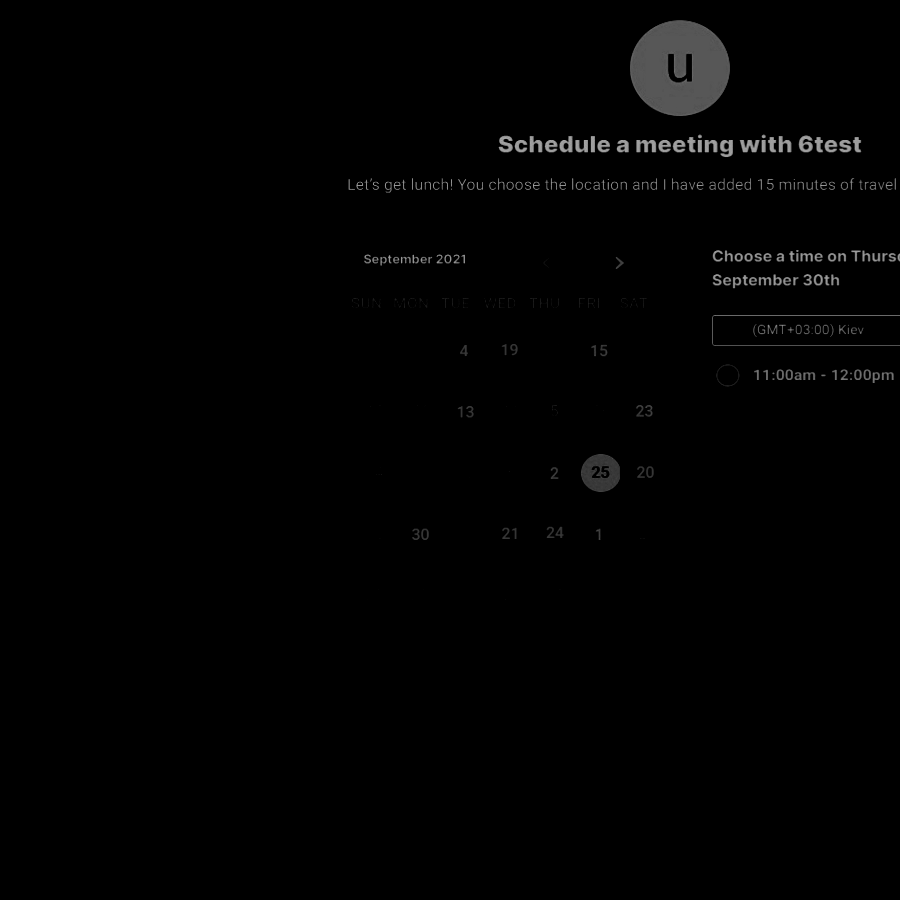 u
Schedule a meeting with 6test
Let's get lunch! You choose the location and I have added 15 minutes of travel
September 2021
SUN MON TUE WED THU FRI SAT
4 19 15
13 5 23
2 25 20
30 21 24 1
Choose a time on Thurs
September 30th
(GMT+03:00) Kiev
11:00am - 12:00pm